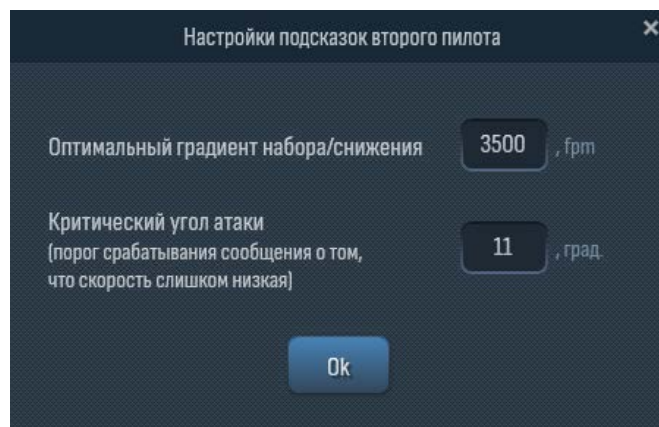 Настройки подсказок второго пилота
×
Оптимальный градиент набора/снижения 3500 , fpm
Критический угол атаки
(порог срабатывания сообщения о том, 11 , град.
что скорость слишком низкая)
Ok